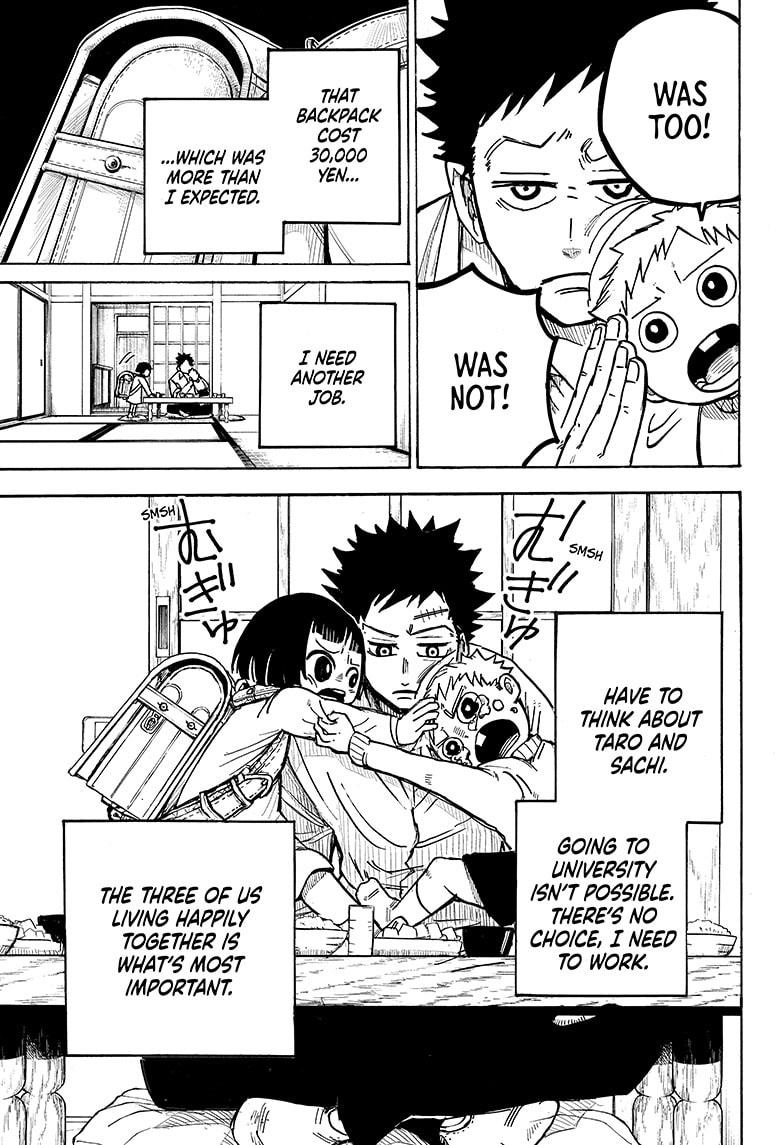 WAS
TOO!
WAS
NOT!
THAT
BACKPACK
COST
30,000
YEN...
...WHICH WAS
MORE THAN
I EXPECTED.
I NEED
ANOTHER
JOB.
むぎゅ
SMSH
むぎゅ
SMSH
HAVE TO
THINK ABOUT
TARO AND
SACHI.
GOING TO
UNIVERSITY
ISN'T POSSIBLE.
THERE'S NO
CHOICE, I NEED
TO WORK.
THE THREE OF US
LIVING HAPPILY
TOGETHER IS
WHAT'S MOST
IMPORTANT.